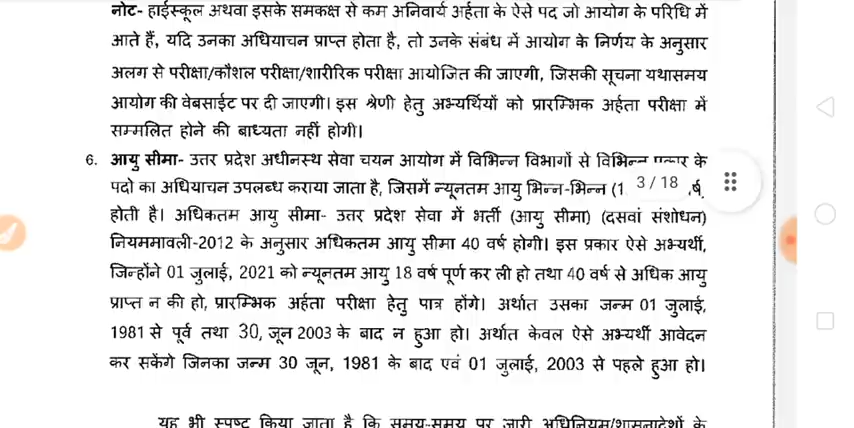 नोट- हाईस्कूल अथवा इसके समकक्ष से कम अनिवार्य अर्हता के ऐसे पद जो आयोग के परिधि में
आते हैं, यदि उनका अधियाचन प्राप्त होता है, तो उनके संबंध में आयोग के निर्णय के अनुसार
अलग से परीक्षा/कौशल परीक्षा/शारीरिक परीक्षा आयोजित की जाएगी, जिसकी सूचना यथासमय
आयोग की वेबसाईट पर दी जाएगी। इस श्रेणी हेतु अभ्यर्थियों को प्रारम्भिक अर्हता परीक्षा में
सम्मलित होने की बाध्यता नहीं होगी।
6. आयु सीमा- उत्तर प्रदेश अधीनस्थ सेवा चयन आयोग में विभिन्न विभागों से विभिन्न के
पदो का अधियाचन उपलब्ध कराया जाता है, जिसमें न्यूनतम आयु भिन्न-भिन्न (1 3 / 18
होती है। अधिकतम आयु सीमा- उत्तर प्रदेश सेवा में भर्ती (आयु सीमा) (दसवां संशोधन)
नियममावली-2012 के अनुसार अधिकतम आयु सीमा 40 वर्ष होगी। इस प्रकार ऐसे अभ्यर्थी,
जिन्होंने 01 जुलाई, 2021 को न्यूनतम आयु 18 वर्ष पूर्ण कर ली हो तथा 40 वर्ष से अधिक आयु
प्राप्त न की हो, प्रारम्भिक अर्हता परीक्षा हेतु पात्र होंगे। अर्थात उसका जन्म 01 जुलाई,
1981 से पूर्व तथा 30, जून 2003 के बाद न हुआ हो। अर्थात केवल ऐसे अभ्यर्थी आवेदन
कर सकेंगे जिनका जन्म 30 जून, 1981 के बाद एवं 01 जुलाई, 2003 से पहले हुआ हो।
यह भी स्पष्ट किया जाता है कि समय-समय पर जारी अधिनियम/शासनादेशों के